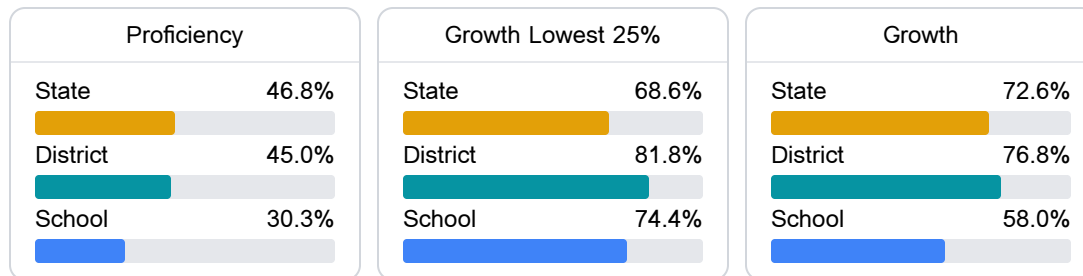 Proficiency
State 46.8%
District 45.0%
School 30.3%
Growth Lowest 25%
State 68.6%
District 81.8%
School 74.4%
Growth
State 72.6%
District 76.8%
School 58.0%